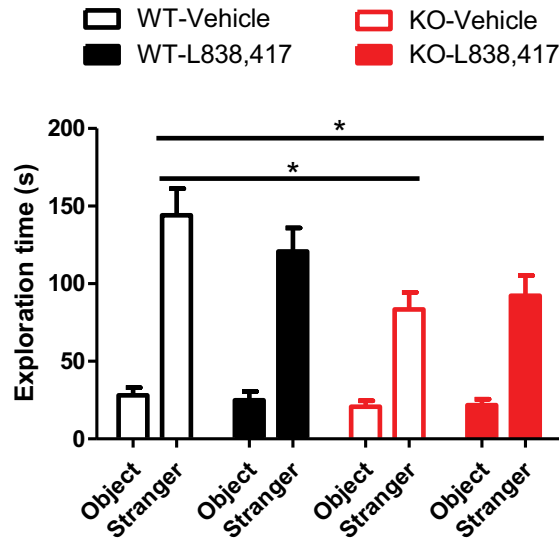 WT-Vehicle KO-Vehicle
WT-L838,417 KO-L838,417
Exploration time (s)
200
150
100
50
0
*
*
Object Stranger Object Stranger Object Stranger Object Stranger